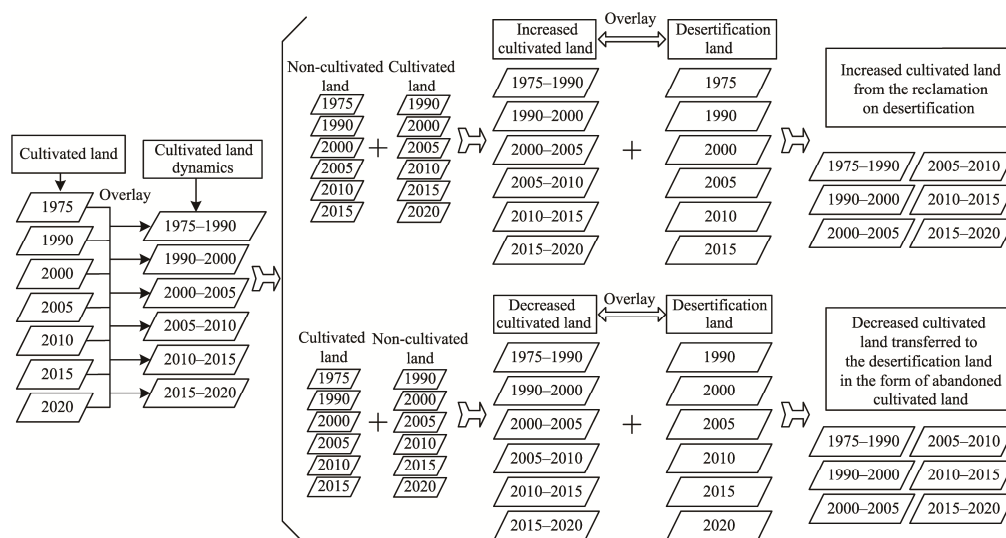 Cultivated land
1975
1990
2000
2005
2010
2015
2020
Overlay
Cultivated land
dynamics
1975–1990
1990–2000
2000–2005
2005–2010
2010–2015
2015–2020
Non-cultivated
land
1975
1990
2000
2005
2010
2015
+
Cultivated
land
1990
2000
2005
2010
2015
2020
Increased
cultivated land
1975–1990
1990–2000
2000–2005
2005–2010
2010–2015
2015–2020
Overlay
+
Desertification
land
1975
1990
2000
2005
2010
2015
Increased cultivated land
from the reclamation
on desertification
1975–1990
2005–2010
1990–2000
2010–2015
2000–2005
2015–2020
Cultivated
land
1975
1990
2000
2005
2010
2015
+
Non-cultivated
land
1990
2000
2005
2010
2015
2020
Decreased
cultivated land
1975–1990
1990–2000
2000–2005
2005–2010
2010–2015
2015–2020
Overlay
+
Desertification
land
1990
2000
2005
2010
2015
2020
Decreased cultivated
land transferred to
the desertification land
in the form of abandoned
cultivated land
1975–1990
2005–2010
1990–2000
2010–2015
2000–2005
2015–2020